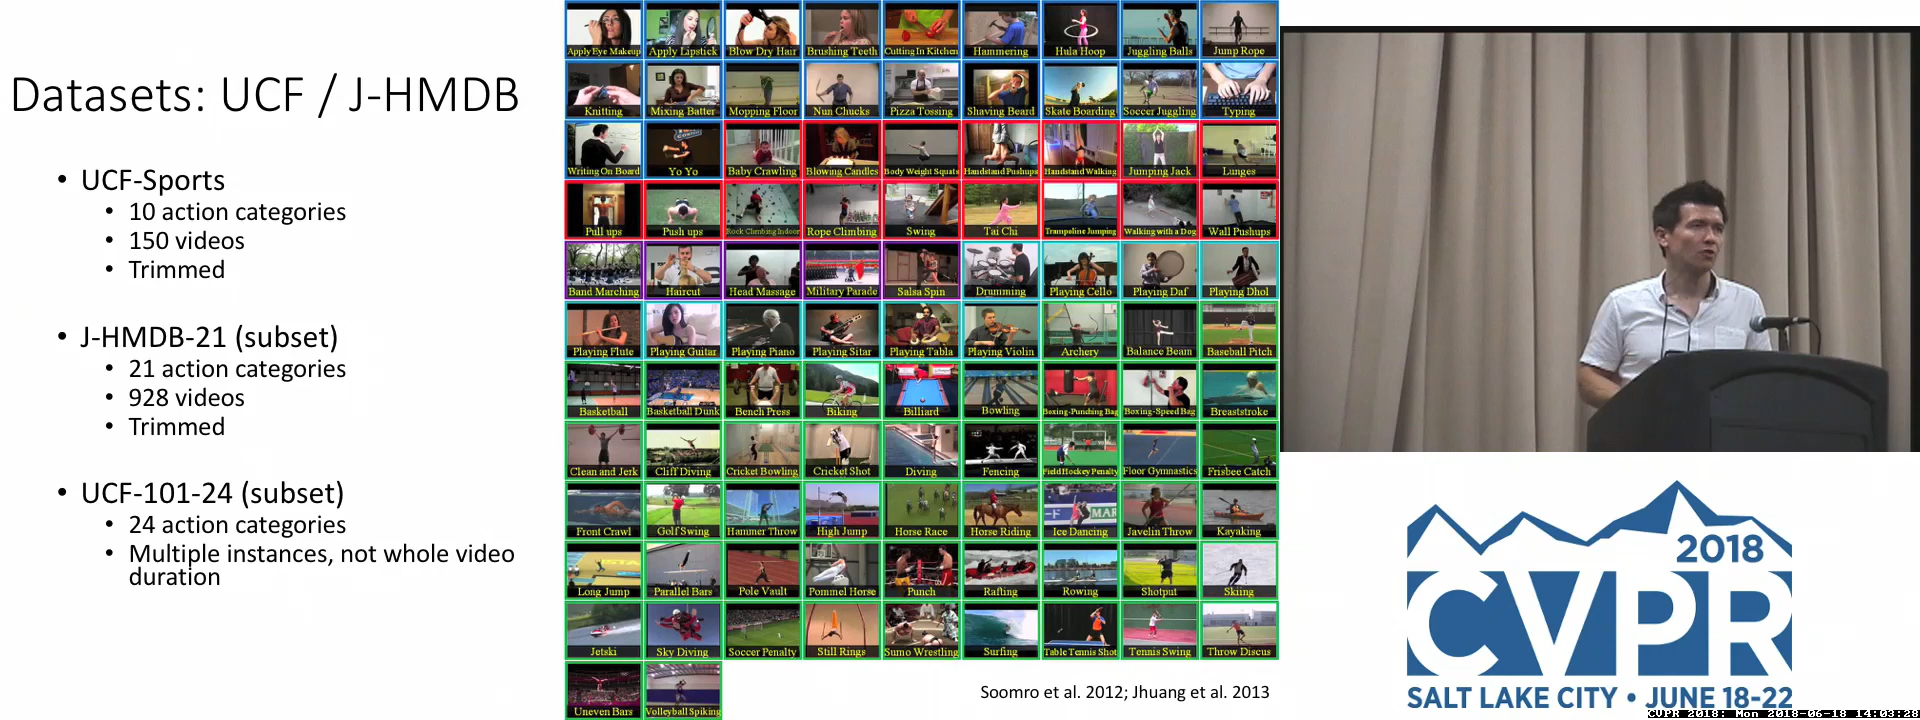 Datasets: UCF / J-HMDB
• UCF-Sports
• 10 action categories
• 150 videos
• Trimmed
• J-HMDB-21 (subset)
• 21 action categories
• 928 videos
• Trimmed
• UCF-101-24 (subset)
• 24 action categories
• Multiple instances, not whole video
duration
Apply Eye Makeup Apply Lipstick Blow Dry Hair Brushing Teeth Cutting In Kitchen Hammering Hula Hoop Juggling Balls Jump Rope
Knitting Mixing Batter Mopping Floor Nun Chucks Pizza Tossing Shaving Beard Skate Boarding Soccer Juggling Typing
Writing On Board Yo Yo Baby Crawling Blowing Candles Body Weight Squats Handstand Pushups Handstand Walking Jumping Jack Lunges
Pull ups Push ups Rock Climbing Indoor Rope Climbing Swing Tai Chi Trampoline Jumping Walking with a Dog Wall Pushups
Band Marching Haircut Head Massage Military Parade Salsa Spin Drumming Playing Cello Playing Daf Playing Dhol
Playing Flute Playing Guitar Playing Piano Playing Sitar Playing Tabla Playing Violin Archery Balance Beam Baseball Pitch
Basketball Basketball Dunk Bench Press Biking Billiard Bowling Boxing-Punching Bag Boxing-Speed Bag Breaststroke
Clean and Jerk Cliff Diving Cricket Bowling Cricket Shot Diving Fencing Field Hockey Penalty Floor Gymnastics Frisbee Catch
Front Crawl Golf Swing Hammer Throw High Jump Horse Race Horse Riding Ice Dancing Javelin Throw Kayaking
Long Jump Parallel Bars Pole Vault Pommel Horse Punch Rafting Rowing Shotput Skiing
Jetski Sky Diving Soccer Penalty Still Rings Sumo Wrestling Surfing Table Tennis Shot Tennis Swing Throw Discus
Uneven Bars Volleyball Spiking
Soomro et al. 2012; Jhuang et al. 2013
2018
CVPR
SALT LAKE CITY • JUNE 18-22
CVPR 2018: Mon 2018-06-18 14:03:28